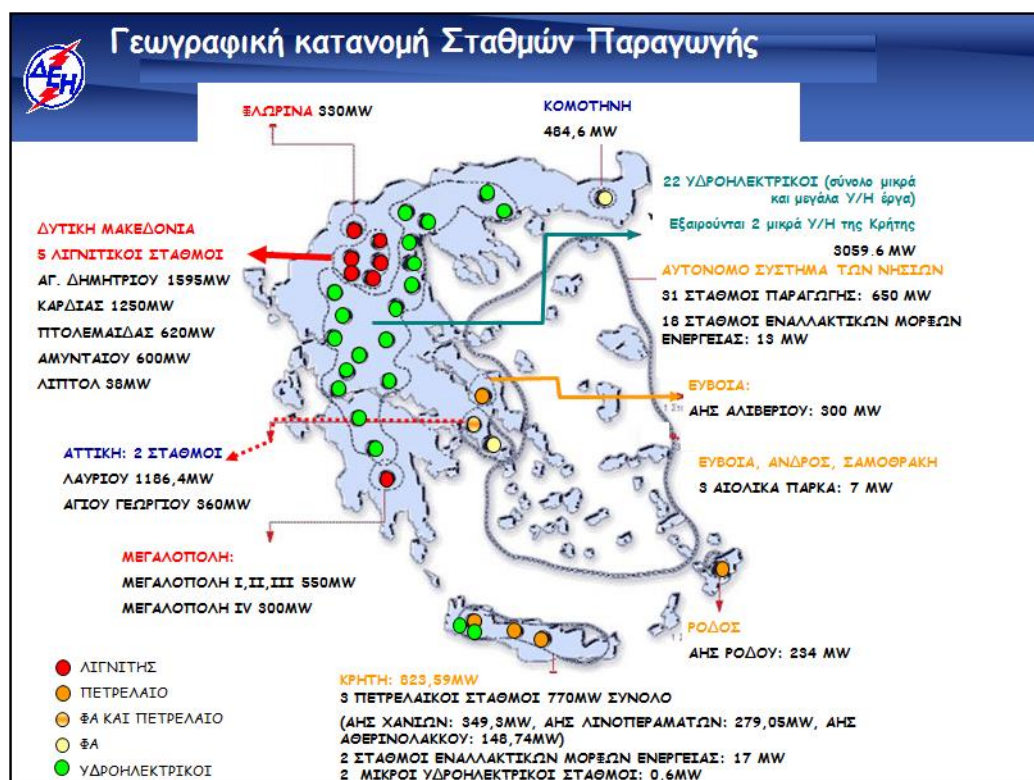 Γεωγραφική κατανομή Σταθμών Παραγωγής
ΔΕΗ
ΦΛΩΡΙΝΑ 330MW
ΚΟΜΟΤΗΝΗ
484,6 MW
22 ΥΔΡΟΗΛΕΚΤΡΙΚΟΙ (σύνολο μικρά
και μεγάλα Υ/Η έργα)
Εξαιρούνται 2 μικρά Υ/Η της Κρήτης
3059.6 MW
ΔΥΤΙΚΗ ΜΑΚΕΔΟΝΙΑ
5 ΛΙΓΝΙΤΙΚΟΙ ΣΤΑΘΜΟΙ
ΑΓ. ΔΗΜΗΤΡΙΟΥ 1595MW
ΚΑΡΔΙΑΣ 1250MW
ΠΤΟΛΕΜΑΙΔΑΣ 620MW
ΑΜΥΝΤΑΙΟΥ 600MW
ΛΙΠΤΟΛ 38MW
ΑΥΤΟΝΟΜΟ ΣΥΣΤΗΜΑ ΤΩΝ ΝΗΣΙΩΝ
31 ΣΤΑΘΜΟΙ ΠΑΡΑΓΩΓΗΣ: 650 MW
18 ΣΤΑΘΜΟΙ ΕΝΑΛΛΑΚΤΙΚΩΝ ΜΟΡΦΩΝ
ΕΝΕΡΓΕΙΑΣ: 13 MW
ΕΥΒΟΙΑ:
ΑΗΣ ΑΛΙΒΕΡΙΟΥ: 300 MW
ΑΤΤΙΚΗ: 2 ΣΤΑΘΜΟΙ
ΛΑΥΡΙΟΥ 1186,4MW
ΑΓΙΟΥ ΓΕΩΡΓΙΟΥ 360MW
ΕΥΒΟΙΑ, ΑΝΔΡΟΣ, ΣΑΜΟΘΡΑΚΗ
3 ΑΙΟΛΙΚΑ ΠΑΡΚΑ: 7 MW
ΜΕΓΑΛΟΠΟΛΗ:
ΜΕΓΑΛΟΠΟΛΗ Ι,ΙΙ,ΙΙΙ 550MW
ΜΕΓΑΛΟΠΟΛΗ IV 300MW
ΡΟΔΟΣ
ΑΗΣ ΡΟΔΟΥ: 234 MW
ΛΙΓΝΙΤΗΣ
ΠΕΤΡΕΛΑΙΟ
ΦΑ ΚΑΙ ΠΕΤΡΕΛΑΙΟ
ΦΑ
ΥΔΡΟΗΛΕΚΤΡΙΚΟΙ
ΚΡΗΤΗ: 823,59MW
3 ΠΕΤΡΕΛΑΙΚΟΙ ΣΤΑΘΜΟΙ 770MW ΣΥΝΟΛΟ
(ΑΗΣ ΧΑΝΙΩΝ: 349,3MW, ΑΗΣ ΛΙΝΟΠΕΡΑΜΑΤΩΝ: 279,05MW, ΑΗΣ
ΑΘΕΡΙΝΟΛΑΚΚΟΥ: 148,74MW)
2 ΣΤΑΘΜΟΙ ΕΝΑΛΛΑΚΤΙΚΩΝ ΜΟΡΦΩΝ ΕΝΕΡΓΕΙΑΣ: 17 MW
2 ΜΙΚΡΟΙ ΥΔΡΟΗΛΕΚΤΡΙΚΟΙ ΣΤΑΘΜΟΙ: 0.6MW